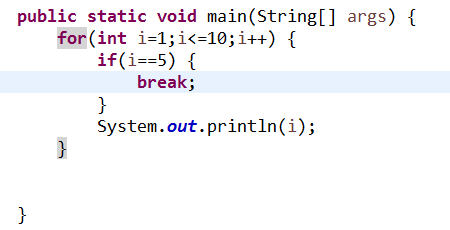 public static void main(String[] args) {
    for(int i=1;i<=10;i++) {
        if(i==5) {
            break;
        }
        System.out.println(i);
    }
}